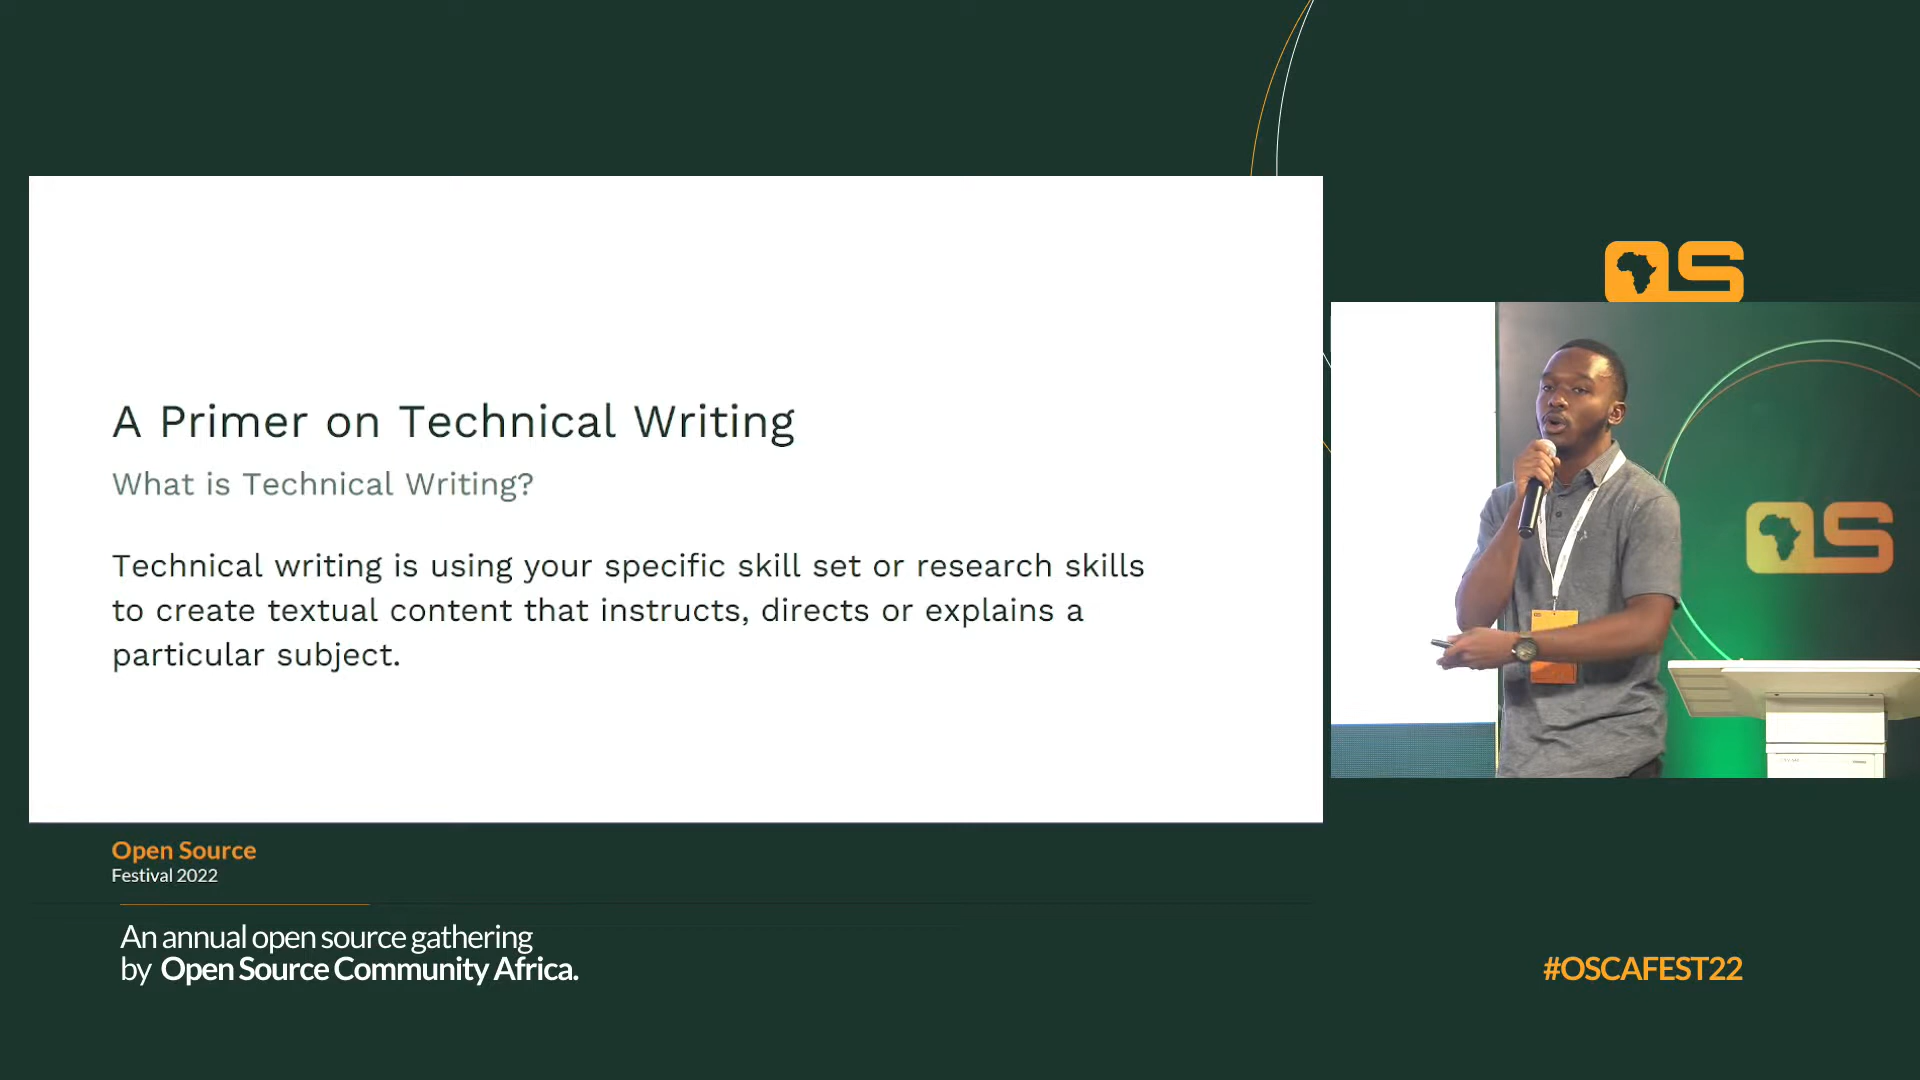 A Primer on Technical Writing
What is Technical Writing?
Technical writing is using your specific skill set or research skills
to create textual content that instructs, directs or explains a
particular subject.
OS
OS
Open Source
Festival 2022
An annual open source gathering
by Open Source Community Africa.
#OSCAFEST22